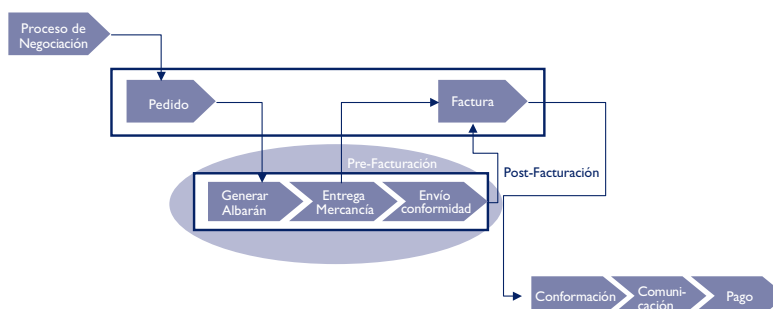 Proceso de
Negociación
Pedido
Factura
Pre-Facturación
Post-Facturación
Generar
Albarán
Entrega
Mercancía
Envío
conformidad
Conformación
Comuni-
cación
Pago